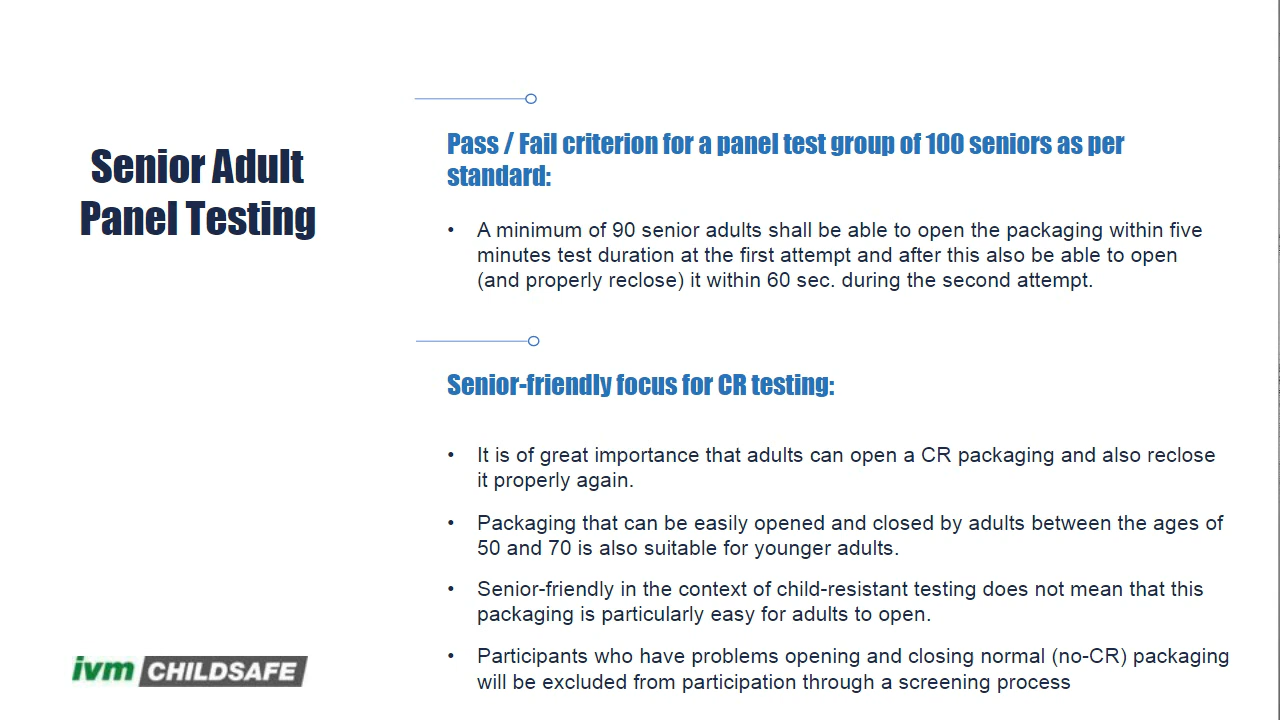 Senior Adult
Panel Testing
Pass / Fail criterion for a panel test group of 100 seniors as per
standard:
• A minimum of 90 senior adults shall be able to open the packaging within five
minutes test duration at the first attempt and after this also be able to open
(and properly reclose) it within 60 sec. during the second attempt.
Senior-friendly focus for CR testing:
• It is of great importance that adults can open a CR packaging and also reclose
it properly again.
• Packaging that can be easily opened and closed by adults between the ages of
50 and 70 is also suitable for younger adults.
• Senior-friendly in the context of child-resistant testing does not mean that this
packaging is particularly easy for adults to open.
• Participants who have problems opening and closing normal (no-CR) packaging
will be excluded from participation through a screening process
ivm CHILDSAFE